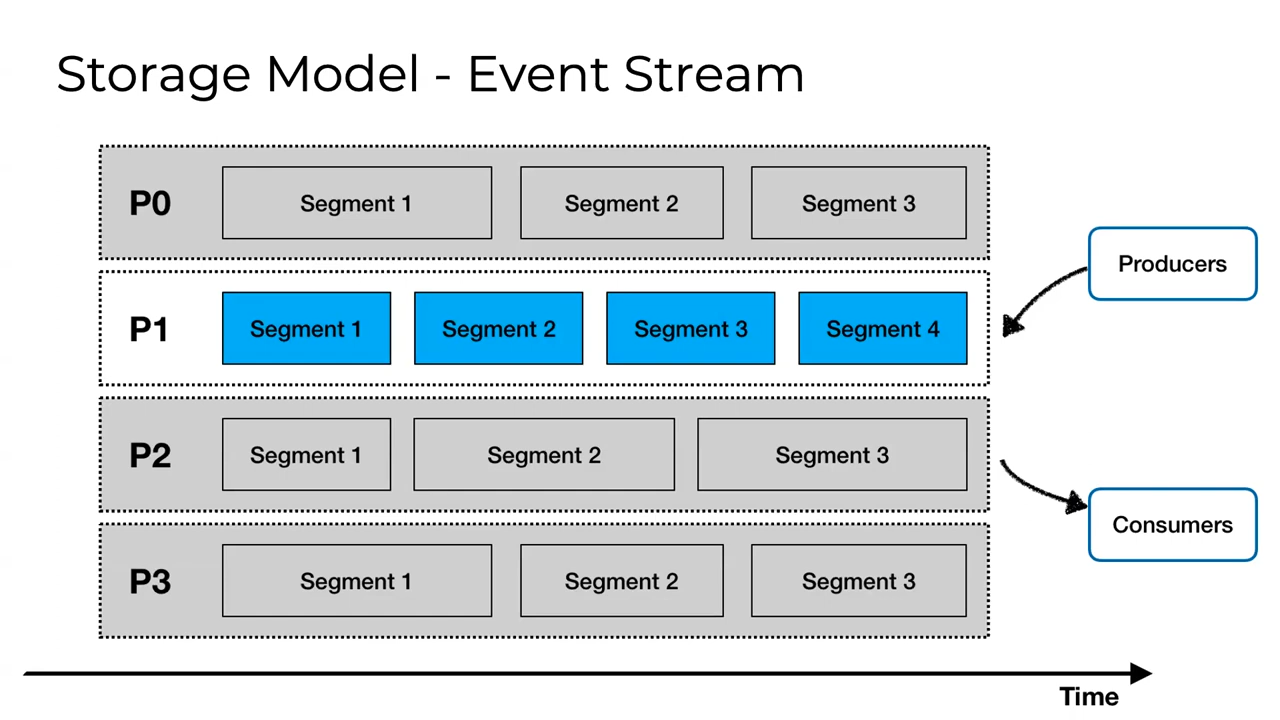 Storage Model - Event Stream
P0
Segment 1
Segment 2
Segment 3
P1
Segment 1
Segment 2
Segment 3
Segment 4
P2
Segment 1
Segment 2
Segment 3
P3
Segment 1
Segment 2
Segment 3
Producers
Consumers
Time